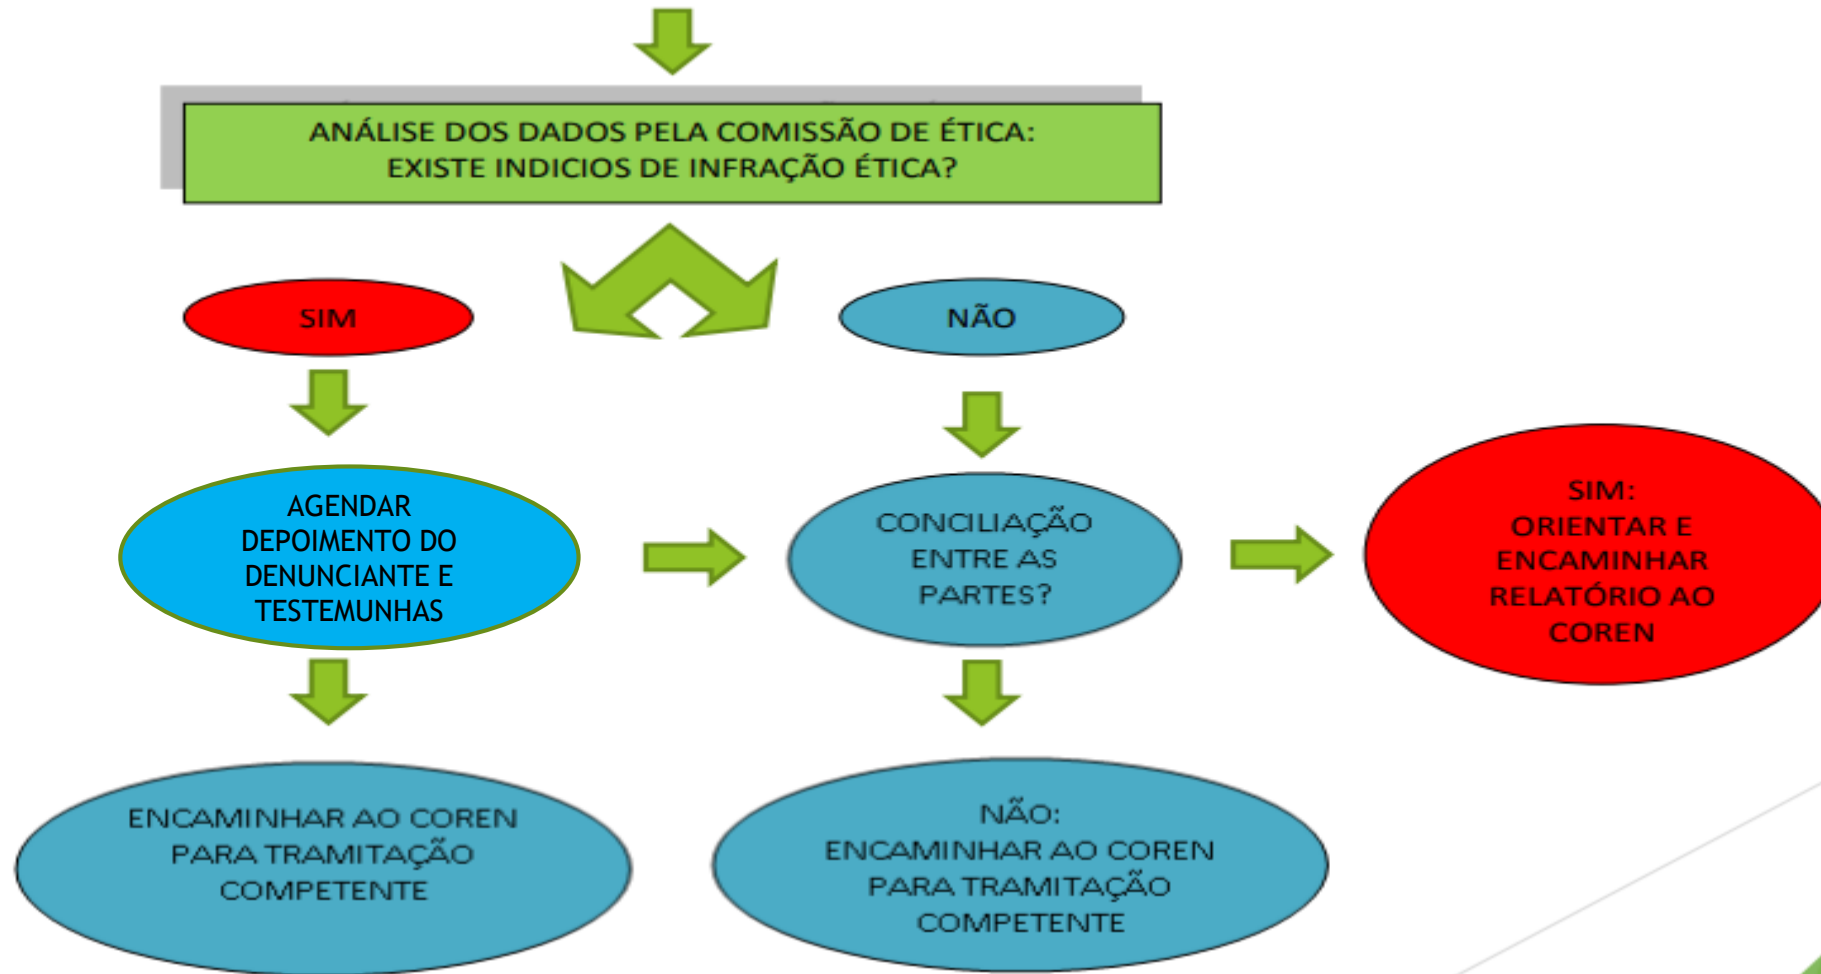 ANÁLISE DOS DADOS PELA COMISSÃO DE ÉTICA:
EXISTE INDICIOS DE INFRAÇÃO ÉTICA?
SIM
NÃO
AGENDAR
DEPOIMENTO DO
DENUNCIANTE E
TESTEMUNHAS
CONCILIAÇÃO
ENTRE AS
PARTES?
SIM:
ORIENTAR E
ENCAMINHAR
RELATÓRIO AO
COREN
ENCAMINHAR AO COREN
PARA TRAMITAÇÃO
COMPETENTE
NÃO:
ENCAMINHAR AO COREN
PARA TRAMITAÇÃO
COMPETENTE